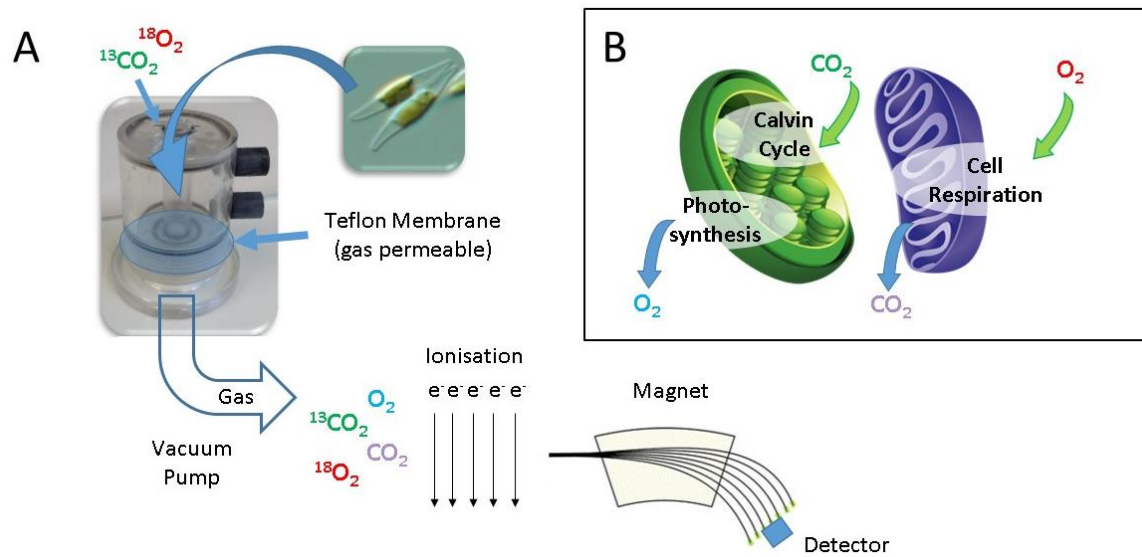 A
¹⁸O₂
¹³CO₂
Teflon Membrane
(gas permeable)
Gas
Vacuum
Pump
O₂
¹³CO₂
CO₂
¹⁸O₂
Ionisation
e⁻ e⁻ e⁻ e⁻ e⁻
Magnet
Detector
B
CO₂
O₂
Calvin
Cycle
Photo-
synthesis
Cell
Respiration
O₂
CO₂